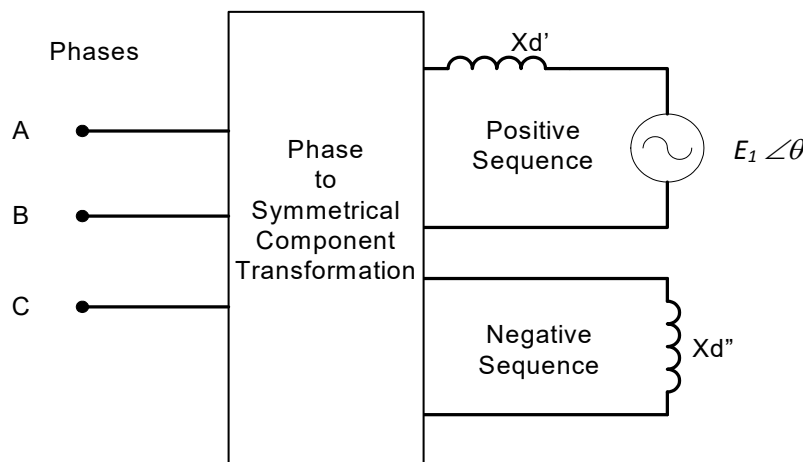 Phases
A
B
C
Phase
to
Symmetrical
Component
Transformation
Xd’
Positive
Sequence
E₁ ∠θ
Negative
Sequence
Xd”